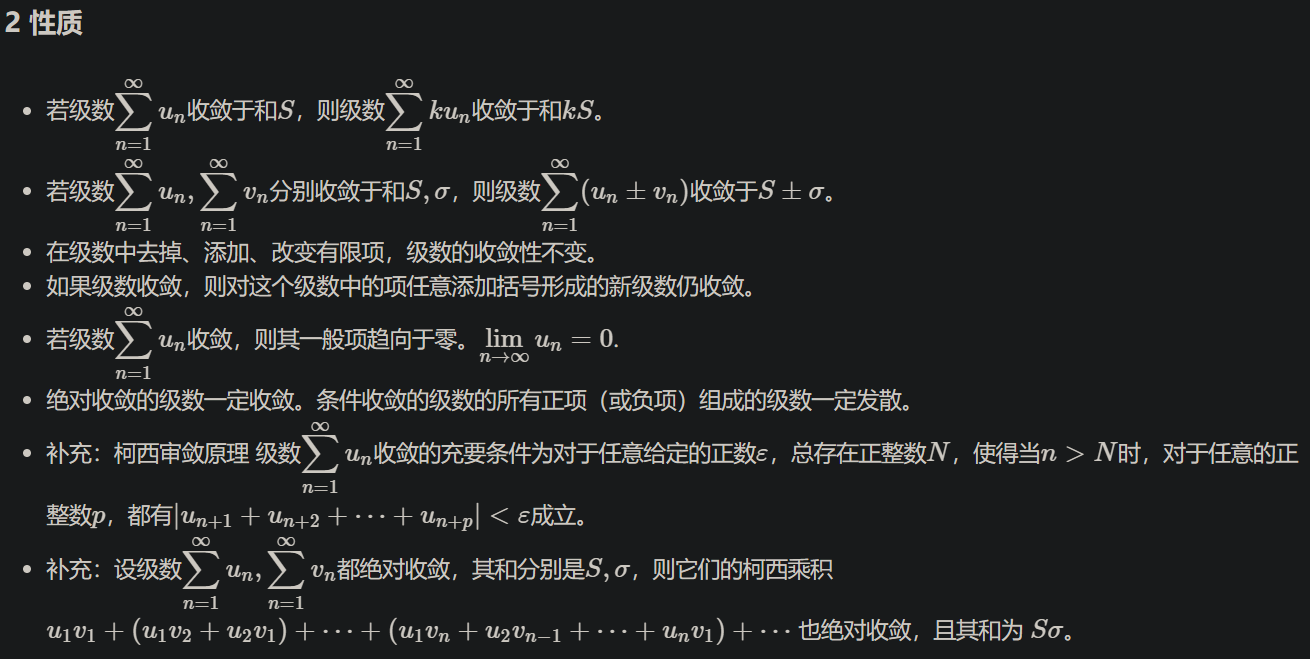 2 性质
若级数$\sum_{n=1}^{\infty} u_n$收敛于和$S$，则级数$\sum_{n=1}^{\infty} ku_n$收敛于和$kS$。
若级数$\sum_{n=1}^{\infty} u_n, \sum_{n=1}^{\infty} v_n$分别收敛于和$S, \sigma$，则级数$\sum_{n=1}^{\infty} (u_n \pm v_n)$收敛于$S \pm \sigma$。
在级数中去掉、添加、改变有限项，级数的收敛性不变。
如果级数收敛，则对这个级数中的项任意添加括号形成的新级数仍收敛。
若级数$\sum_{n=1}^{\infty} u_n$收敛，则其一般项趋向于零。$\lim_{n \to \infty} u_n = 0$.
绝对收敛的级数一定收敛。条件收敛的级数的所有正项（或负项）组成的级数一定发散。
补充：柯西审敛原理 级数$\sum_{n=1}^{\infty} u_n$收敛的充要条件为对于任意给定的正数$\varepsilon$，总存在正整数$N$，使得当$n > N$时，对于任意的正
整数$p$，都有$|u_{n+1} + u_{n+2} + \cdots + u_{n+p}| < \varepsilon$成立。
补充：设级数$\sum_{n=1}^{\infty} u_n, \sum_{n=1}^{\infty} v_n$都绝对收敛，其和分别是$S, \sigma$，则它们的柯西乘积
$u_1v_1 + (u_1v_2 + u_2v_1) + \cdots + (u_1v_n + u_2v_{n-1} + \cdots + u_nv_1) + \cdots$ 也绝对收敛，且其和为 $S\sigma$。